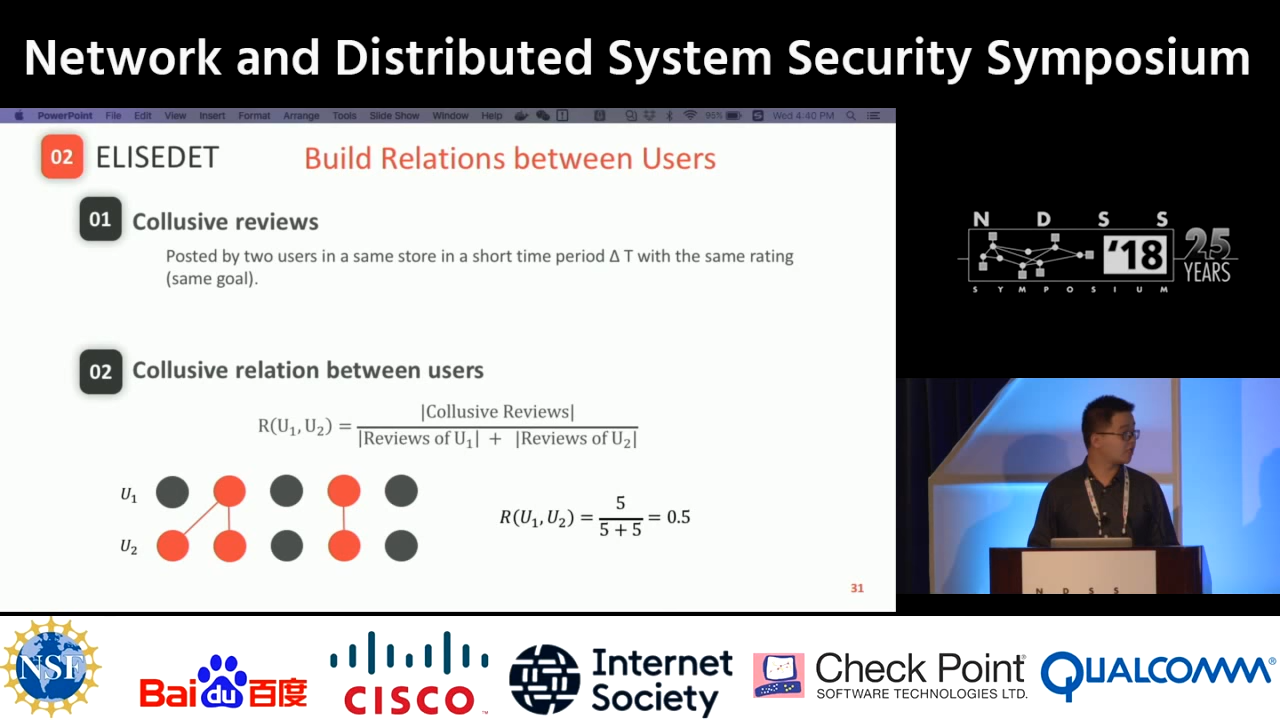 Network and Distributed System Security Symposium
PowerPoint File Edit View Insert Format Arrange Tools Slide Show Window Help 95% Wed 4:40 PM
02 ELISEDET Build Relations between Users
01 Collusive reviews
Posted by two users in a same store in a short time period Δ T with the same rating
(same goal).
02 Collusive relation between users
R(U₁, U₂) = |Collusive Reviews| / |Reviews of U₁| + |Reviews of U₂|
U₁
U₂
R(U₁, U₂) = 5 / 5 + 5 = 0.5
31
N D S S
'18
25
YEARS
S Y M P O S I U M
N D S S
NSF
Bai du 百度
CISCO
Internet
Society
Check Point
SOFTWARE TECHNOLOGIES LTD.
QUALCOMM®